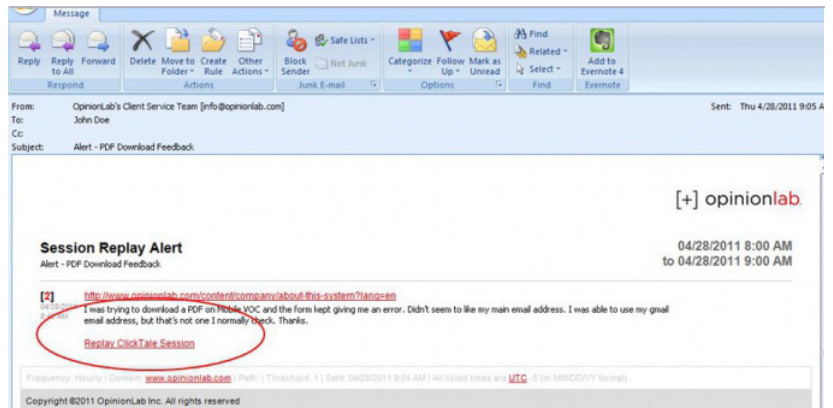 Message
Reply Reply to All Forward Delete Move to Folder Create Rule Other Actions Block Sender Safe Lists Not Junk Categorize Follow Up Mark as Unread Find Related Select Add to Evernote 4
Respond Actions Junk E-mail Options Find Evernote
From: OpinionLab's Client Service Team [info@opinionlab.com] Sent: Thu 4/28/2011 9:05 A
To: John Doe
Cc:
Subject: Alert - PDF Download Feedback
[+] opinionlab.
Session Replay Alert 04/28/2011 8:00 AM
Alert - PDF Download Feedback to 04/28/2011 9:00 AM
[2] http://www.opinionlab.com/content/company/about-this-system?lang=en
I was trying to download a PDF on Mobile VOC and the form kept giving me an error. Didn't seem to like my main email address. I was able to use my gmail
email address, but that's not one I normally check. Thanks.
Replay ClickTale Session
Frequency: Hourly | Domain: www.opinionlab.com | Path: | Threshold: 1 | Sent: 04/28/2011 9:04 AM | All listed times are UTC -5 (in MM/DD/YY format)
Copyright ©2011 OpinionLab Inc. All rights reserved